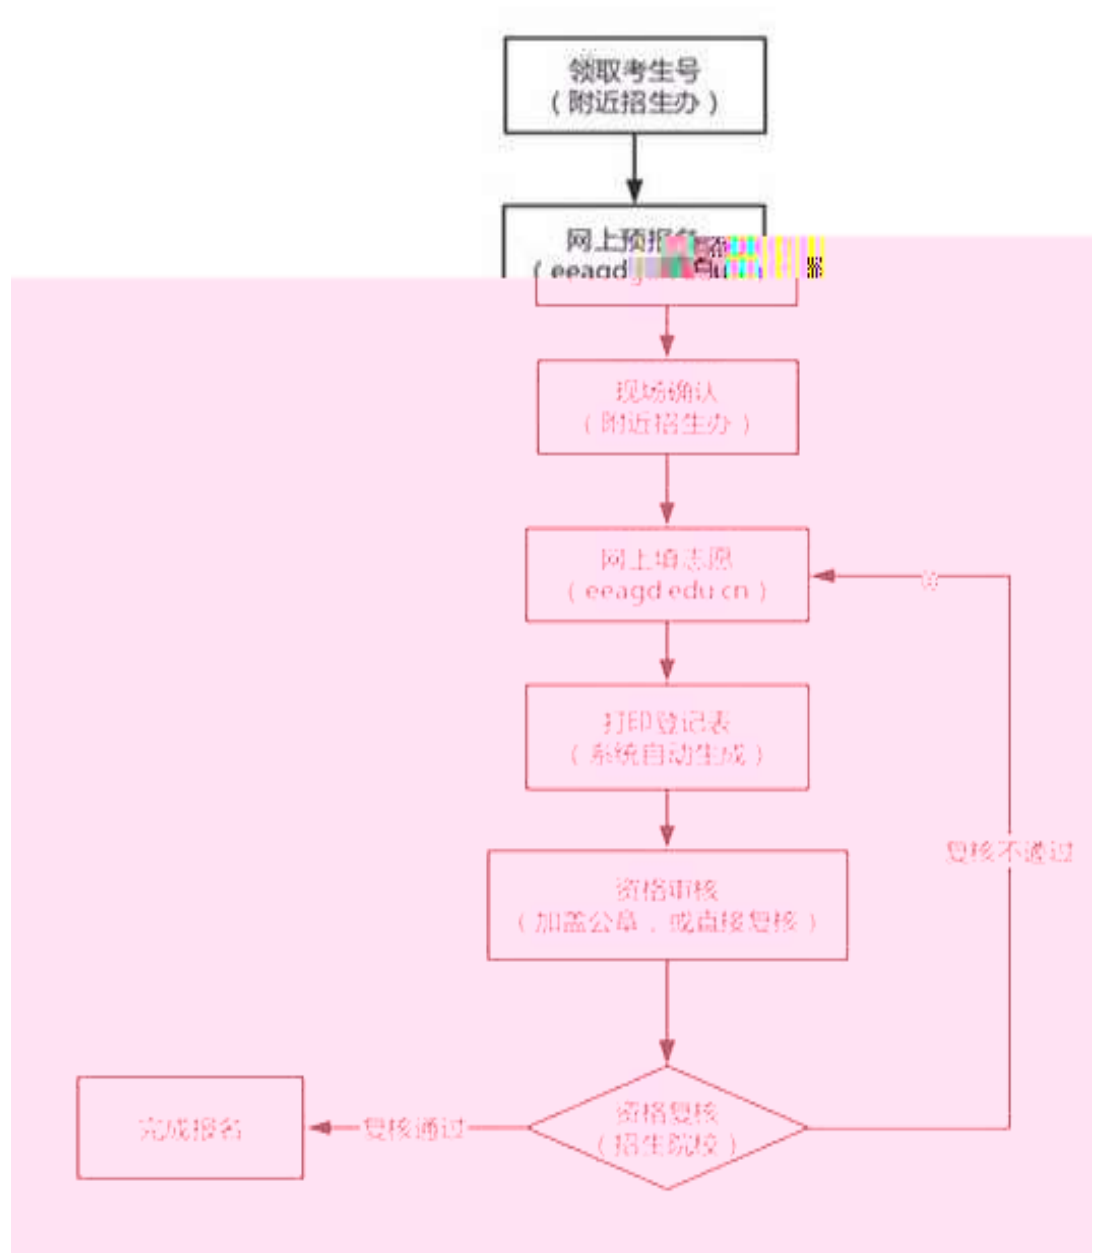 领取考生号
（附近招生办）
网上预报名
（eeagd
现场确认
（附近招生办）
网上填志愿
（eeagd.edu.cn）
打印登记表
（系统自动生成）
复核不通过
资格审核
（加盖公章，或直接复核）
资格复核
（招生院校）
复核通过
完成报名